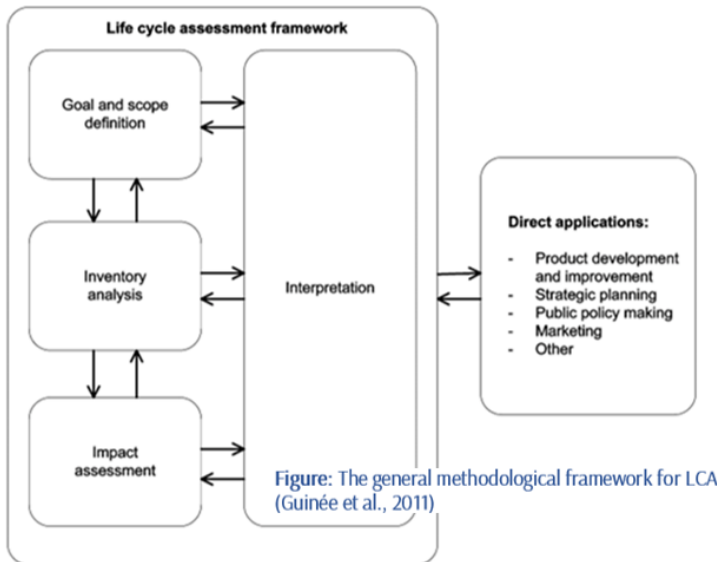 Life cycle assessment framework
Goal and scope
definition
Inventory
analysis
Impact
assessment
Interpretation
Direct applications:
- Product development
and improvement
- Strategic planning
- Public policy making
- Marketing
- Other
Figure: The general methodological framework for LCA
(Guinée et al., 2011)